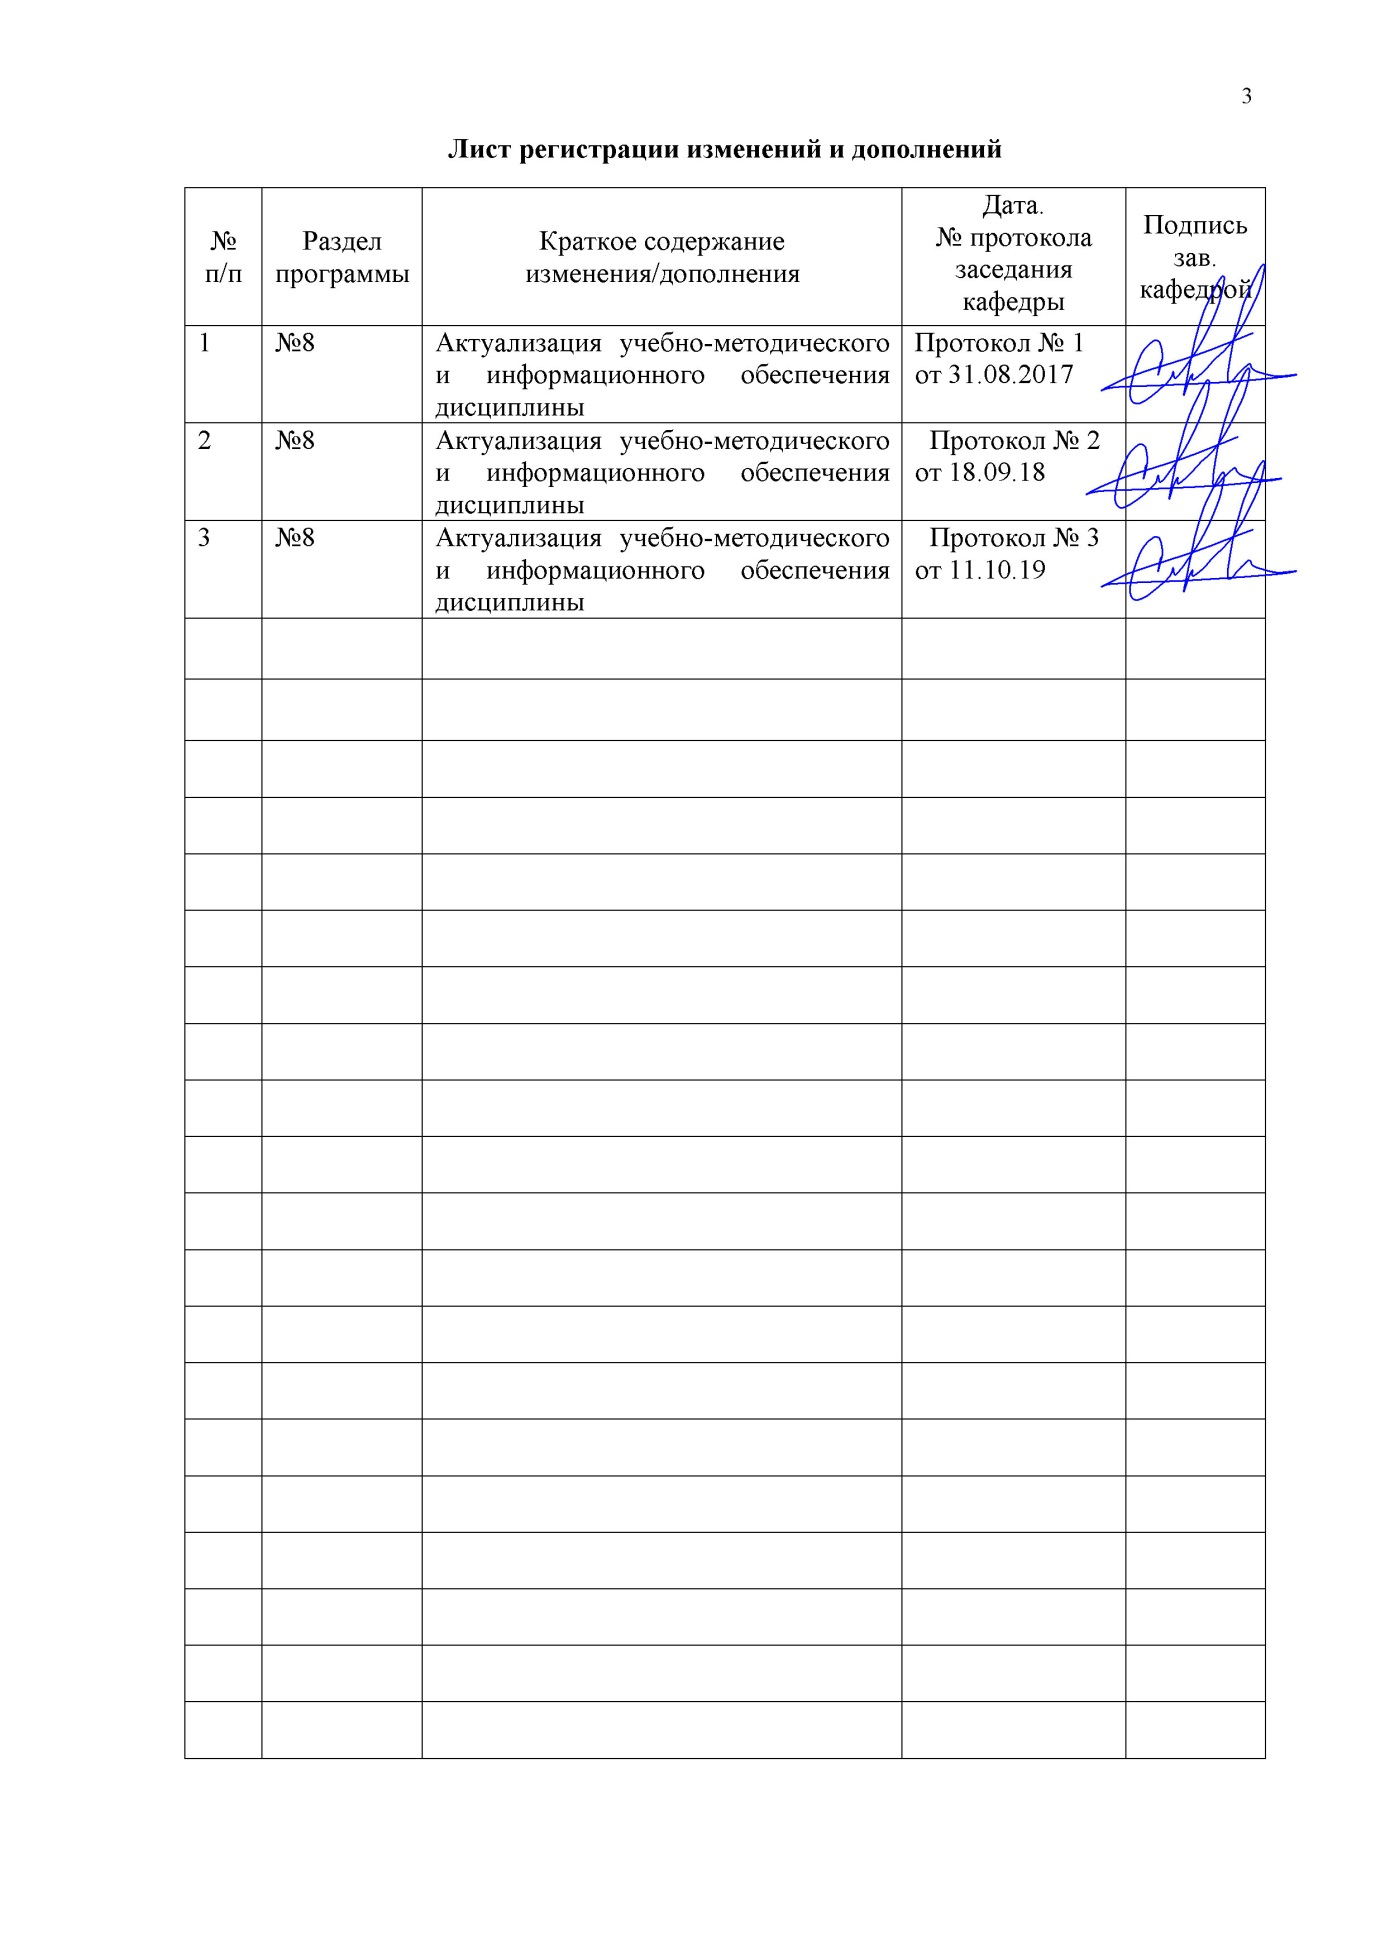 3
Лист регистрации изменений и дополнений
№
п/п
Раздел
программы
Краткое содержание
изменения/дополнения
Дата.
№ протокола
заседания
кафедры
Подпись
зав.
кафедрой
1
№8
Актуализация учебно-методического
и информационного обеспечения
дисциплины
Протокол № 1
от 31.08.2017
2
№8
Актуализация учебно-методического
и информационного обеспечения
дисциплины
Протокол № 2
от 18.09.18
3
№8
Актуализация учебно-методического
и информационного обеспечения
дисциплины
Протокол № 3
от 11.10.19